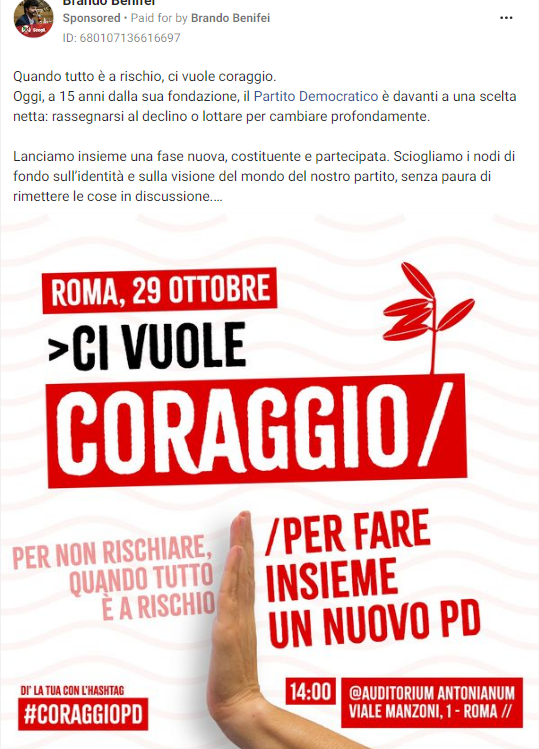 Brando Benifei
Sponsored • Paid for by Brando Benifei
ID: 680107136616697
Quando tutto è a rischio, ci vuole coraggio.
Oggi, a 15 anni dalla sua fondazione, il Partito Democratico è davanti a una scelta
netta: rassegnarsi al declino o lottare per cambiare profondamente.
Lanciamo insieme una fase nuova, costituente e partecipata. Sciogliamo i nodi di
fondo sull'identità e sulla visione del mondo del nostro partito, senza paura di
rimettere le cose in discussione....
ROMA, 29 OTTOBRE
>CI VUOLE
CORAGGIO/
PER NON RISCHIARE,
QUANDO TUTTO
È A RISCHIO
/PER FARE
INSIEME
UN NUOVO PD
DI' LA TUA CON L'HASHTAG
#CORAGGIOPD
14:00
@AUDITORIUM ANTONIANUM
VIALE MANZONI, 1 - ROMA //